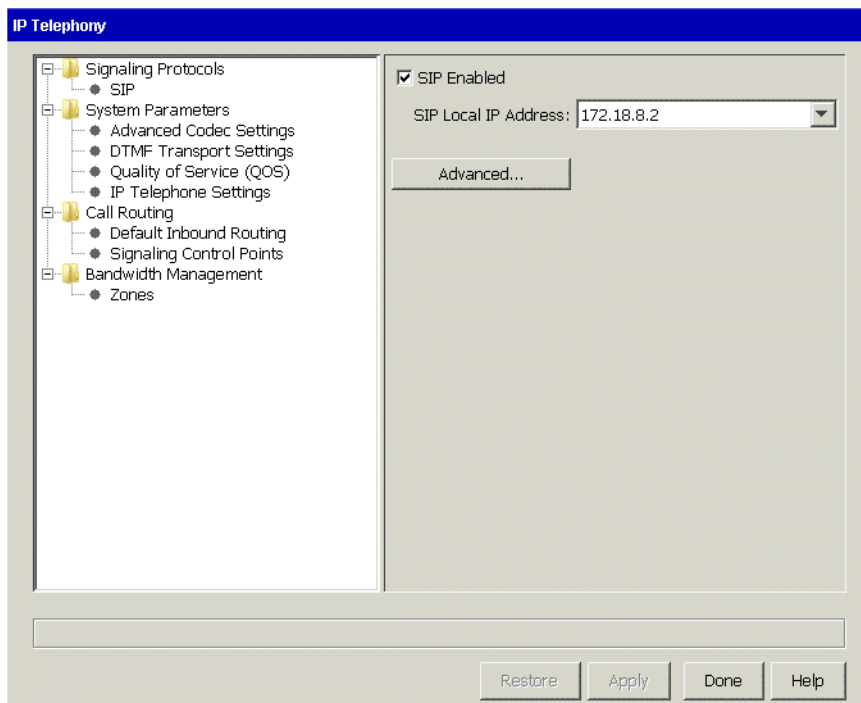 IP Telephony
Signaling Protocols
SIP
System Parameters
Advanced Codec Settings
DTMF Transport Settings
Quality of Service (QOS)
IP Telephone Settings
Call Routing
Default Inbound Routing
Signaling Control Points
Bandwidth Management
Zones
SIP Enabled
SIP Local IP Address: 172.18.8.2
Advanced...
Restore Apply Done Help